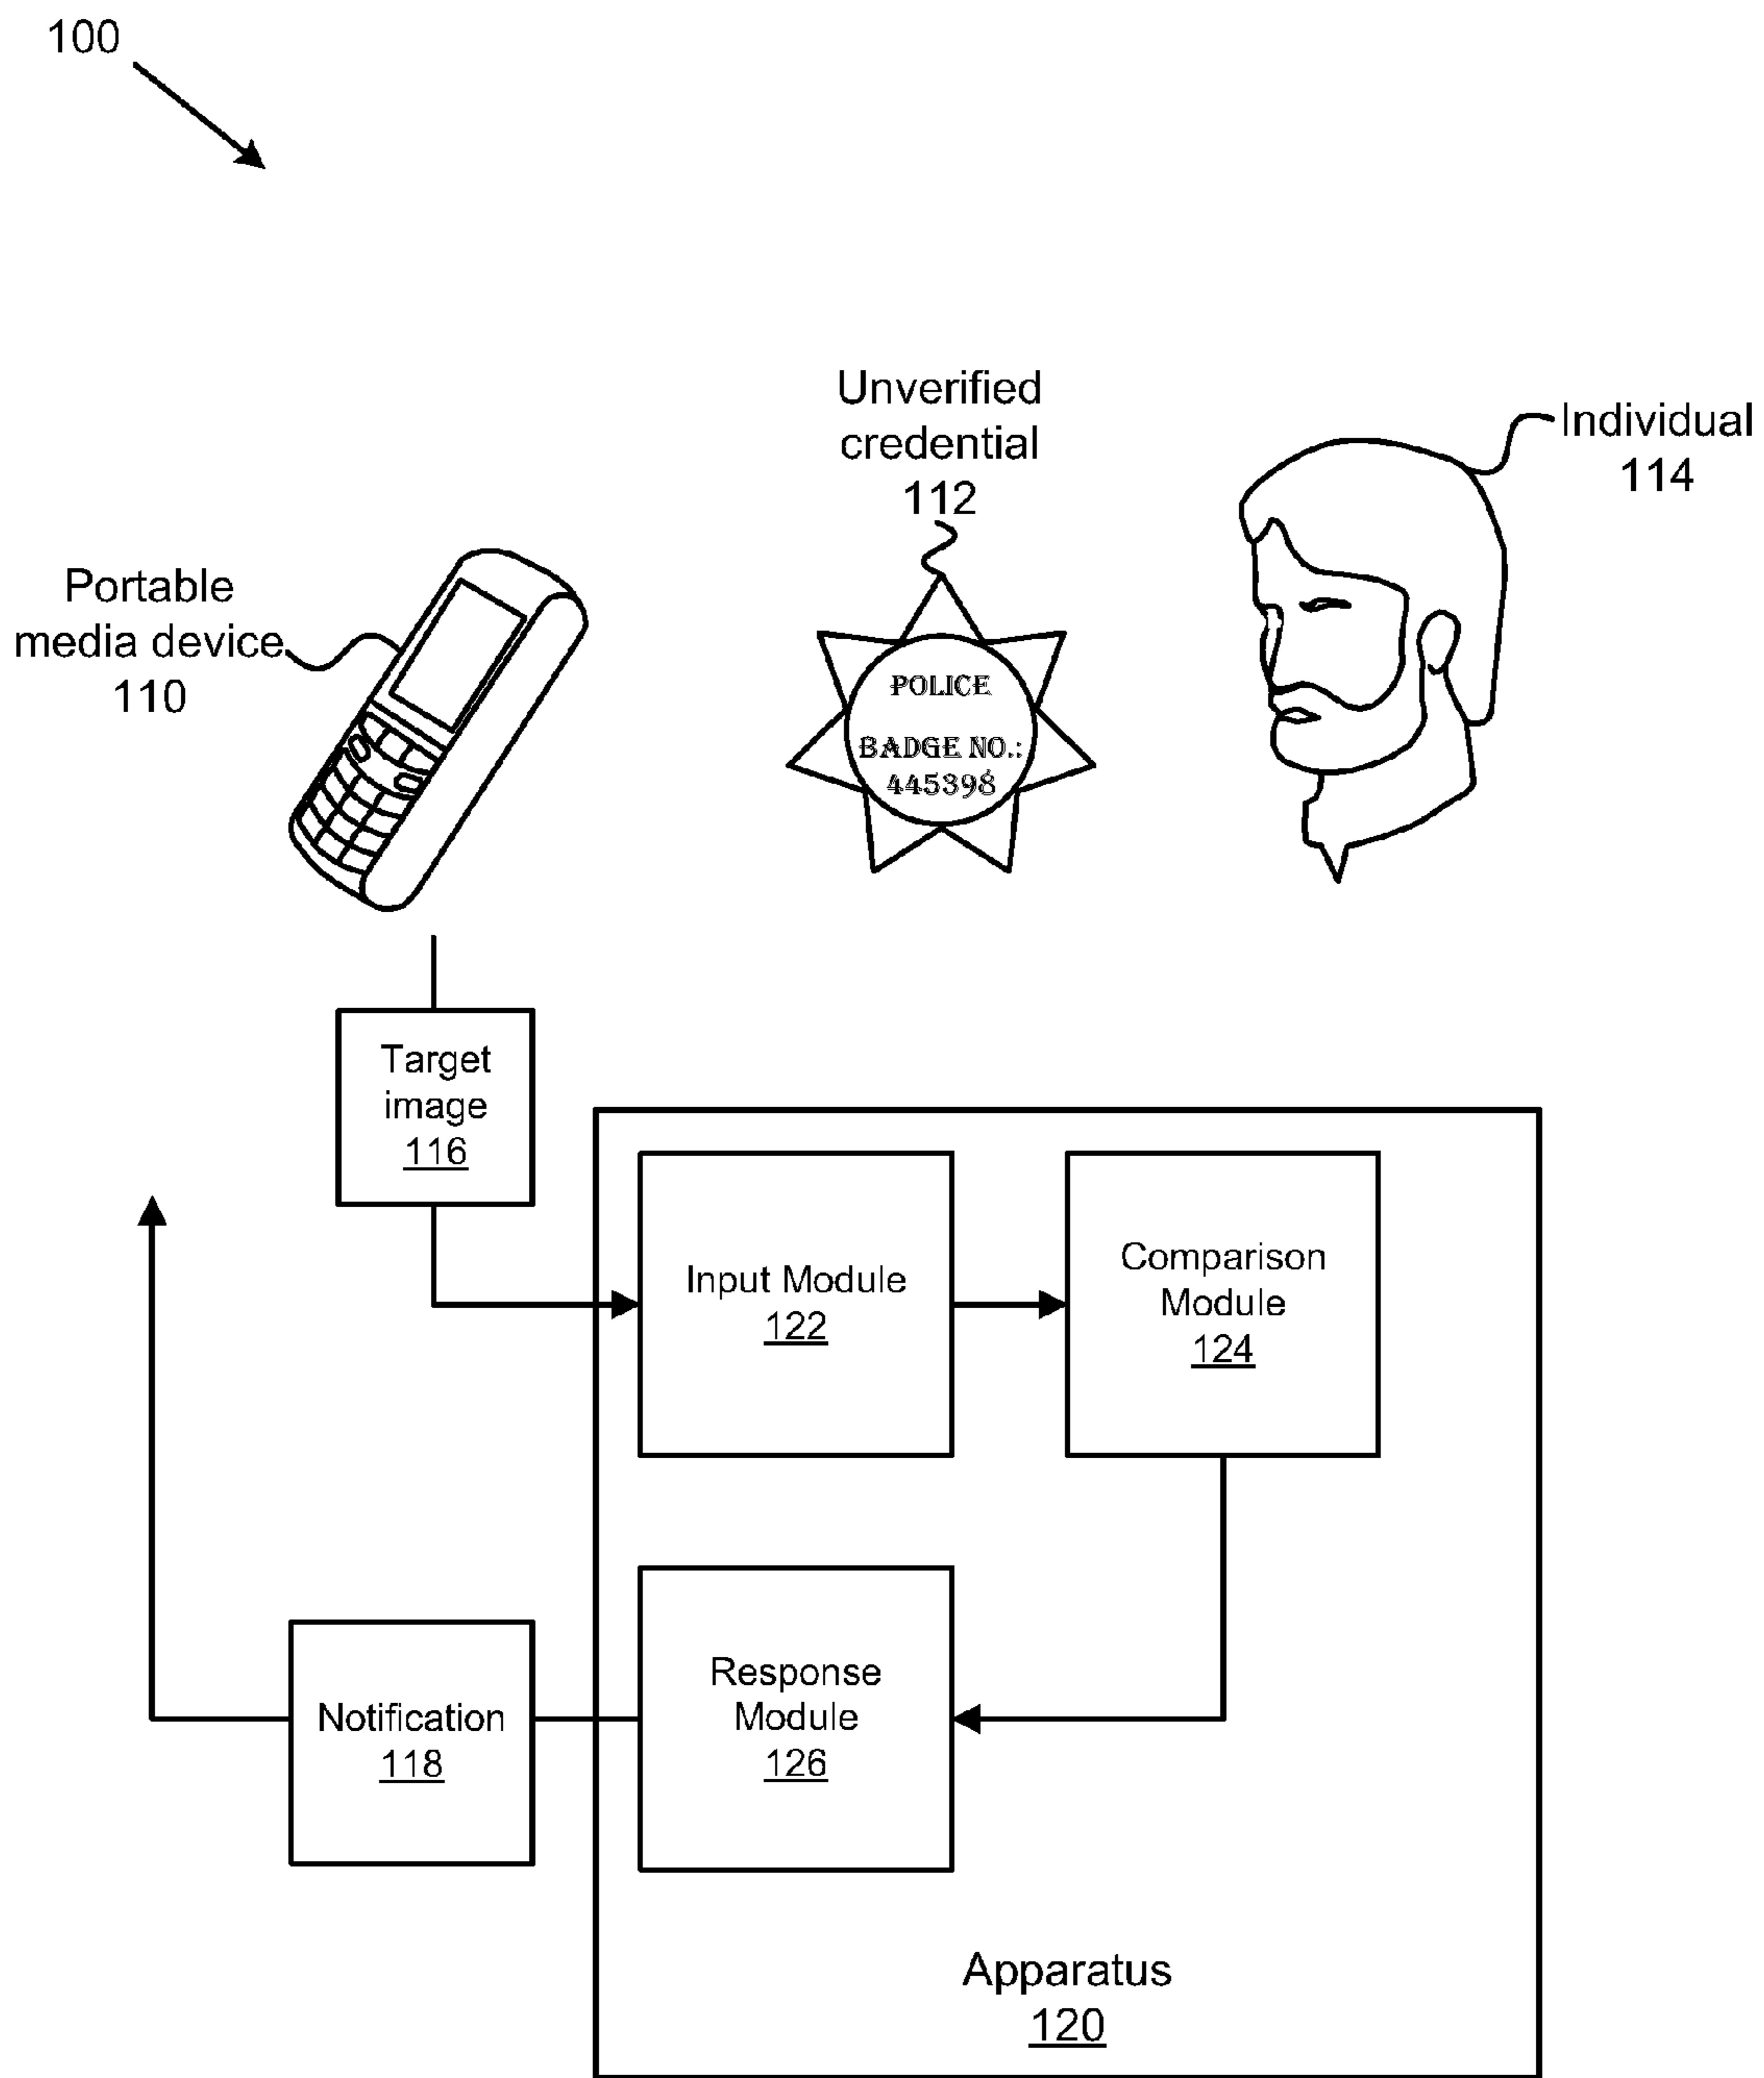 100
Unverified
credential
112
Individual
114
Portable
media device
110
POLICE
BADGE NO.:
445398
Target
image
116
Input Module
122
Comparison
Module
124
Response
Module
126
Notification
118
Apparatus
120